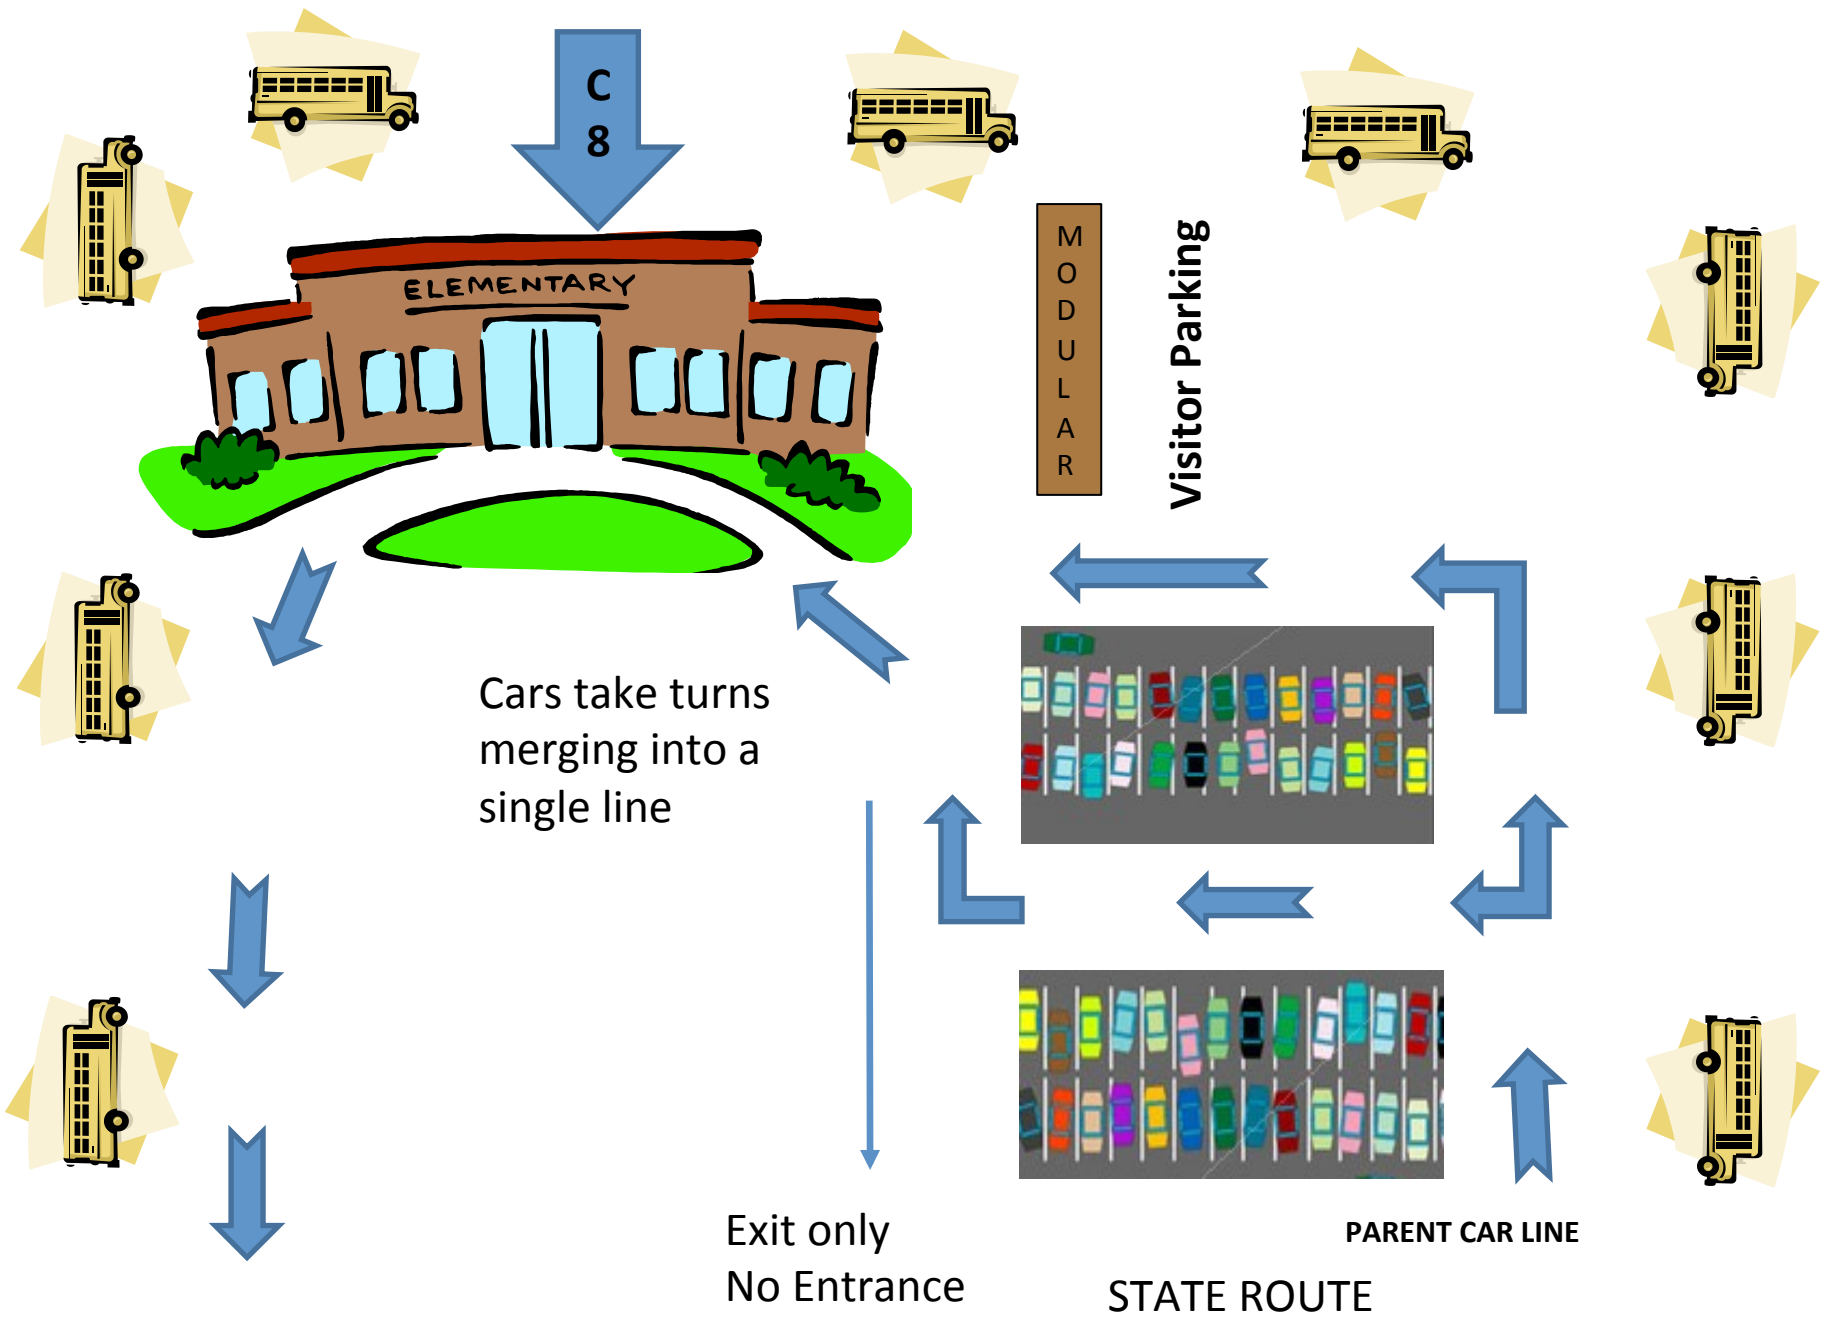 C
8
ELEMENTARY
M
O
D
U
L
A
R
Visitor Parking
Cars take turns
merging into a
single line
Exit only
No Entrance
PARENT CAR LINE
STATE ROUTE